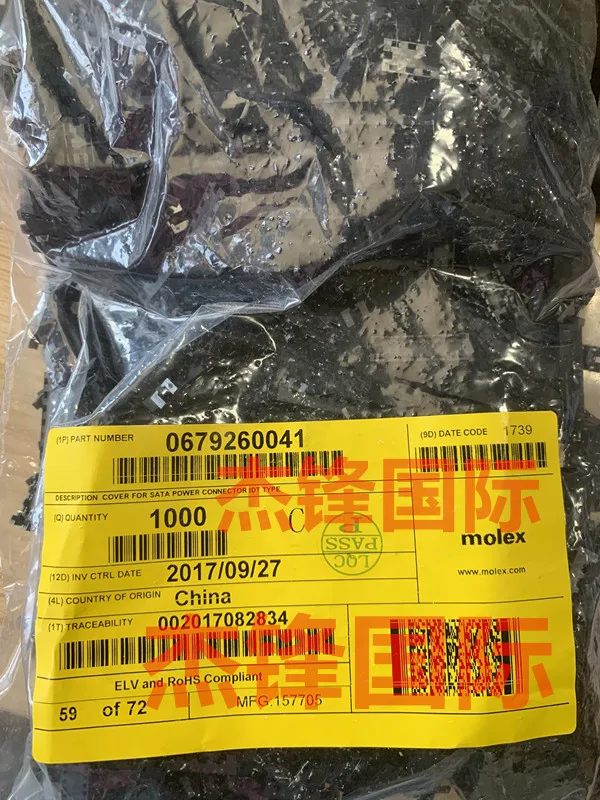 (1P) PART NUMBER 0679260041
(9D) DATE CODE 1739
DESCRIPTION COVER FOR SATA POWER CONNECTOR IDT TYPE
杰锋国际
(Q) QUANTITY 1000 C
LQC
PASS
molex
(12D) INV CTRL DATE 2017/09/27
www.molex.com
(4L) COUNTRY OF ORIGIN China
(1T) TRACEABILITY 002017082834
杰锋国际
ELV and RoHS Compliant
59 of 72
MFG:157705